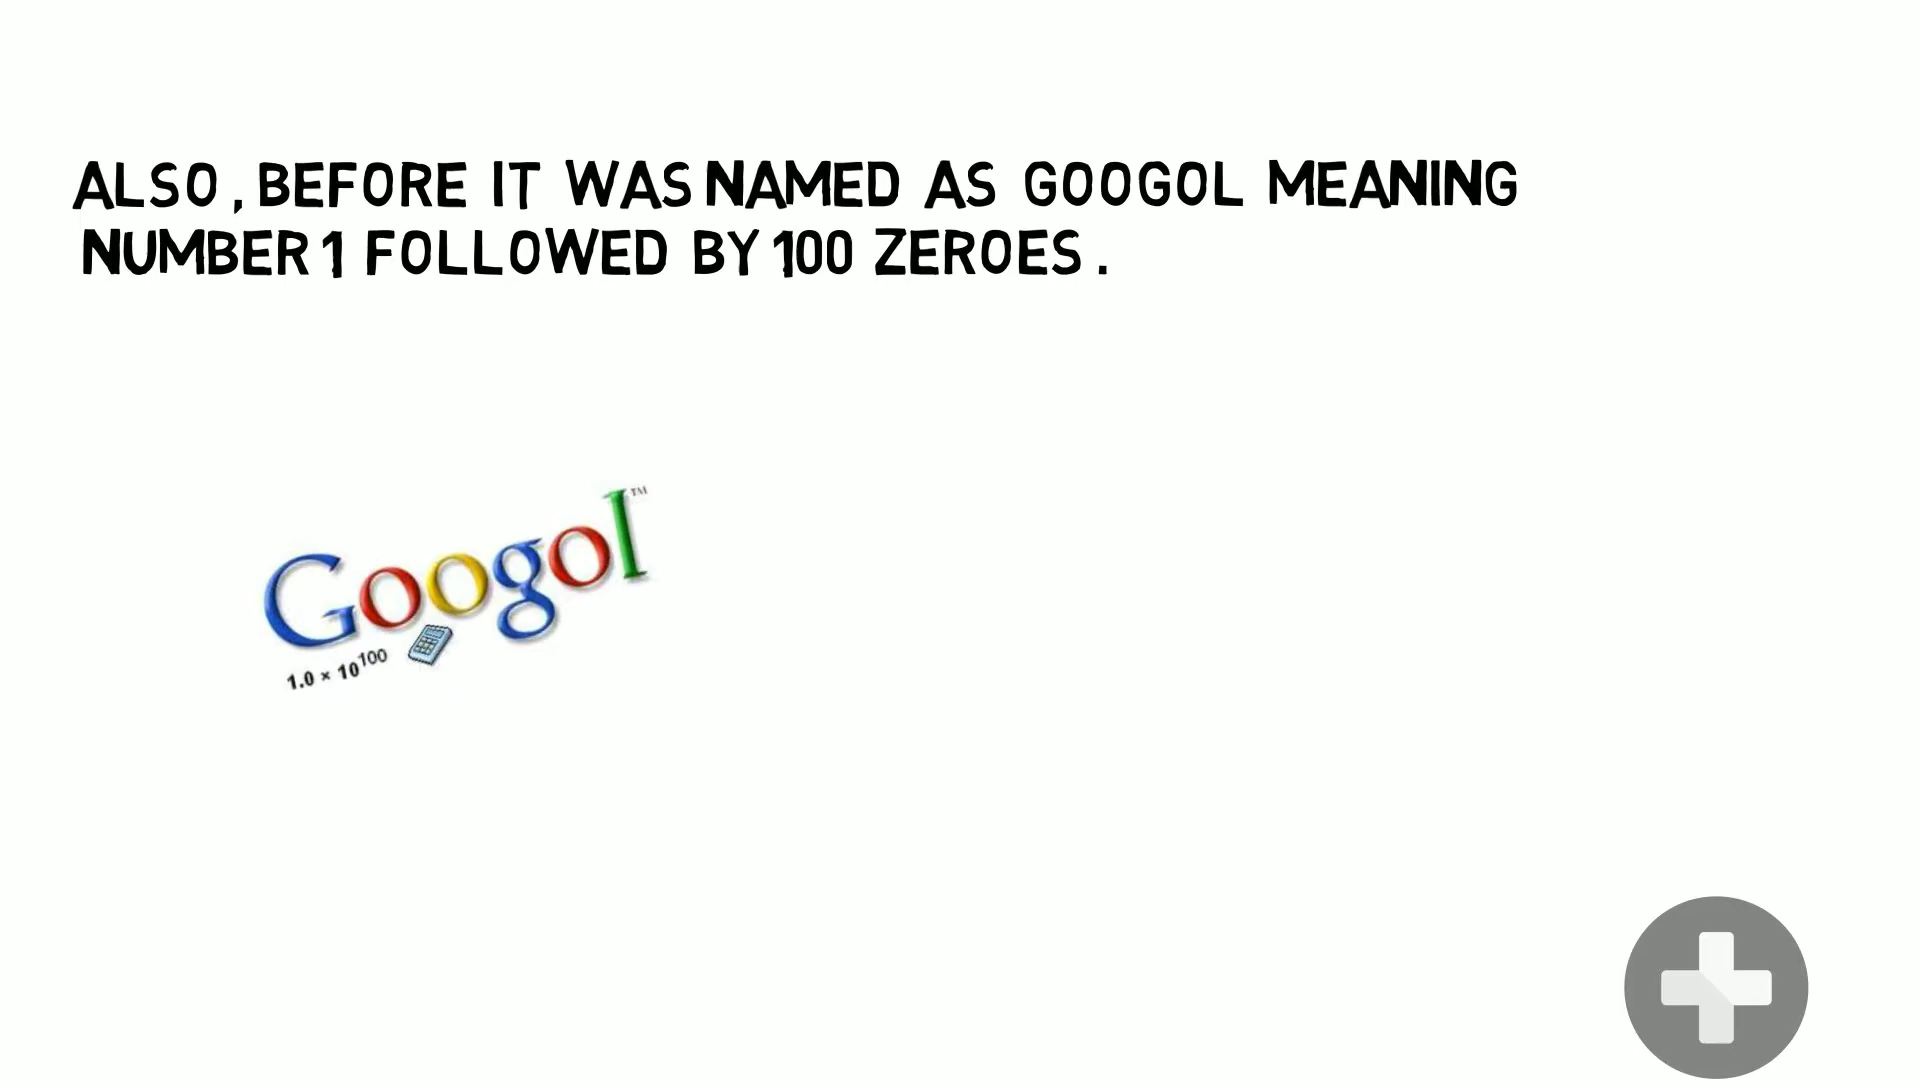 ALSO, BEFORE IT WAS NAMED AS GOOGOL MEANING
NUMBER 1 FOLLOWED BY 100 ZEROES.
Googol™
1.0 × 10¹⁰⁰